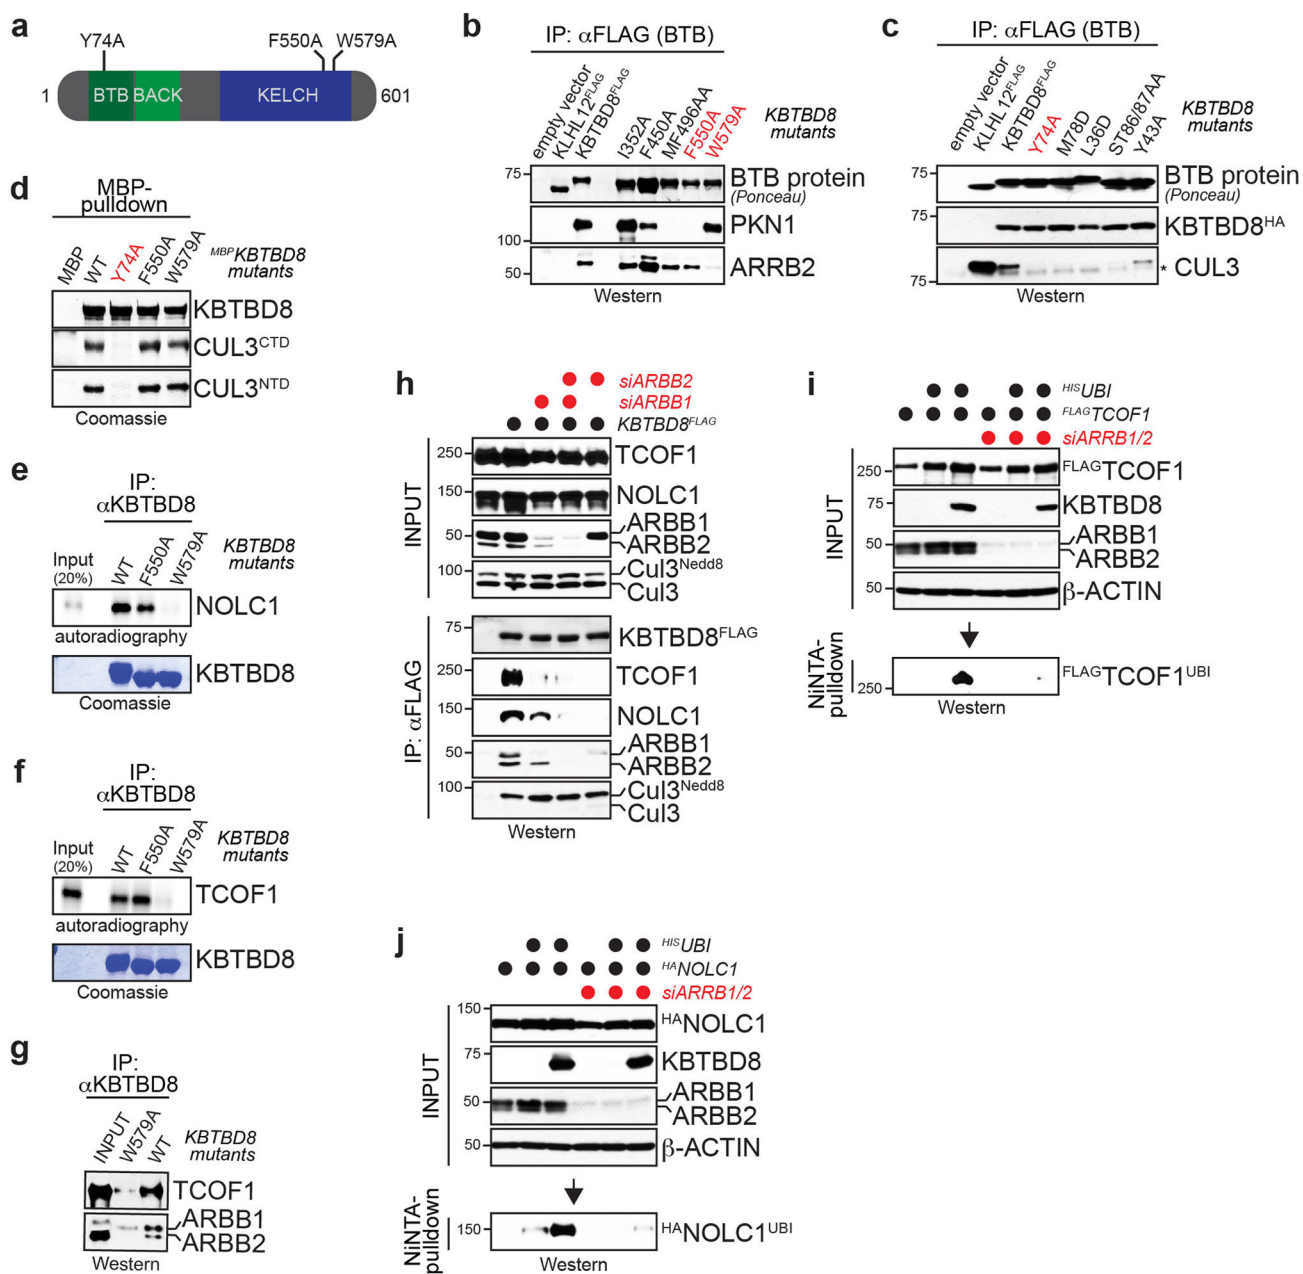 a
Y74A
F550A
W579A
1
BTB
BACK
KELCH
601
b
IP: αFLAG (BTB)
empty vector
KLHL12FLAG
KBTBD8FLAG
I352A
F450A
MF496AA
F550A
W579A
KBTBD8
mutants
75
BTB protein
(Ponceau)
PKN1
100
50
ARRB2
Western
c
IP: αFLAG (BTB)
empty vector
KLHL12FLAG
KBTBD8FLAG
Y74A
M78D
L36D
ST86/87AA
Y43A
KBTBD8
mutants
75
BTB protein
(Ponceau)
75
KBTBD8HA
75
* CUL3
Western
d
MBP-
pulldown
MBP
WT
Y74A
F550A
W579A
MBPKBTBD8
mutants
KBTBD8
CUL3CTD
CUL3NTD
Coomassie
e
IP:
αKBTBD8
Input
(20%)
WT
F550A
W579A
KBTBD8
mutants
NOLC1
autoradiography
KBTBD8
Coomassie
f
IP:
αKBTBD8
Input
(20%)
WT
F550A
W579A
KBTBD8
mutants
TCOF1
autoradiography
KBTBD8
Coomassie
g
IP:
αKBTBD8
INPUT
W579A
WT
KBTBD8
mutants
TCOF1
ARBB1
ARBB2
Western
h
siARBB2
siARBB1
KBTBD8FLAG
INPUT
250
TCOF1
150
NOLC1
50
ARBB1
ARBB2
100
Cul3Nedd8
Cul3
IP: αFLAG
75
KBTBD8FLAG
250
TCOF1
150
NOLC1
50
ARBB1
ARBB2
100
Cul3Nedd8
Cul3
Western
i
HISUBI
FLAGTCOF1
siARRB1/2
INPUT
250
FLAGTCOF1
75
KBTBD8
50
ARBB1
ARBB2
50
β-ACTIN
NiNTA-
pulldown
250
FLAGTCOF1UBI
Western
j
HISUBI
HANOLC1
siARRB1/2
INPUT
150
HANOLC1
75
KBTBD8
50
ARBB1
ARBB2
50
β-ACTIN
NiNTA-
pulldown
150
HANOLC1UBI
Western